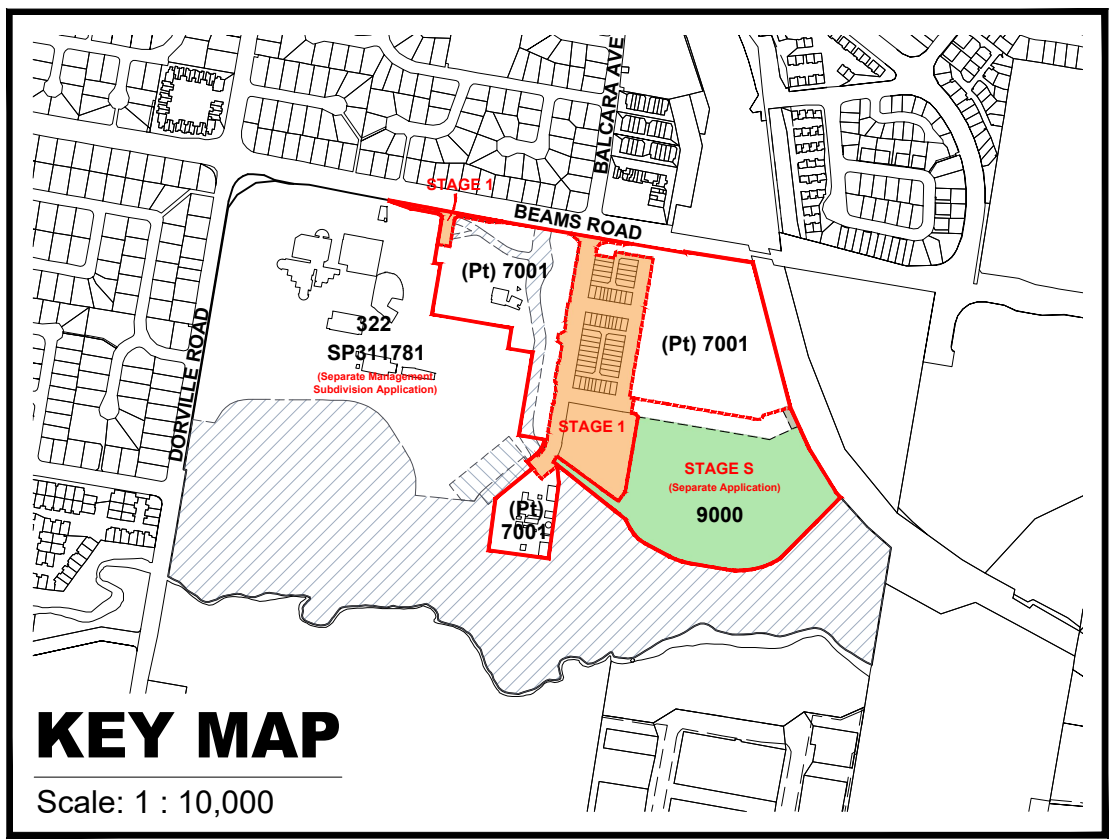 BALCARA AVE
STAGE 1
BEAMS ROAD
(Pt) 7001
322
SP311781
(Separate Management
Subdivision Application)
DORVILLE ROAD
(Pt) 7001
STAGE 1
STAGE S
(Separate Application)
9000
(Pt)
7001
KEY MAP
Scale: 1 : 10,000